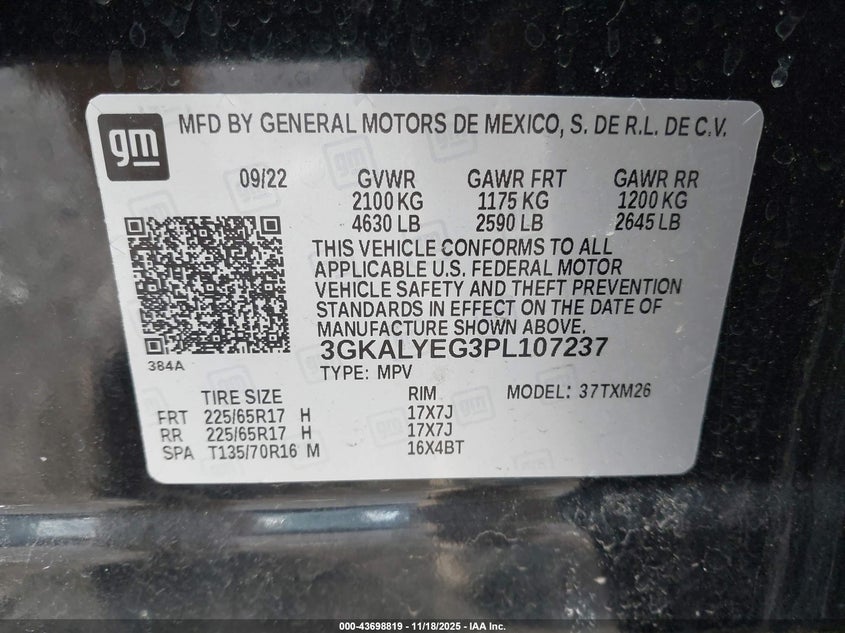 gm
MFD BY GENERAL MOTORS DE MEXICO, S. DE R.L. DE C.V.
09/22 GVWR GAWR FRT GAWR RR
2100 KG 1175 KG 1200 KG
4630 LB 2590 LB 2645 LB
THIS VEHICLE CONFORMS TO ALL
APPLICABLE U.S. FEDERAL MOTOR
VEHICLE SAFETY AND THEFT PREVENTION
STANDARDS IN EFFECT ON THE DATE OF
MANUFACTURE SHOWN ABOVE.
3GKALYEG3PL107237
384A
TYPE: MPV
TIRE SIZE RIM MODEL: 37TXM26
FRT 225/65R17 H 17X7J
RR 225/65R17 H 17X7J
SPA T135/70R16 M 16X4BT
000-43698819 - 11/18/2025 - IAA Inc.